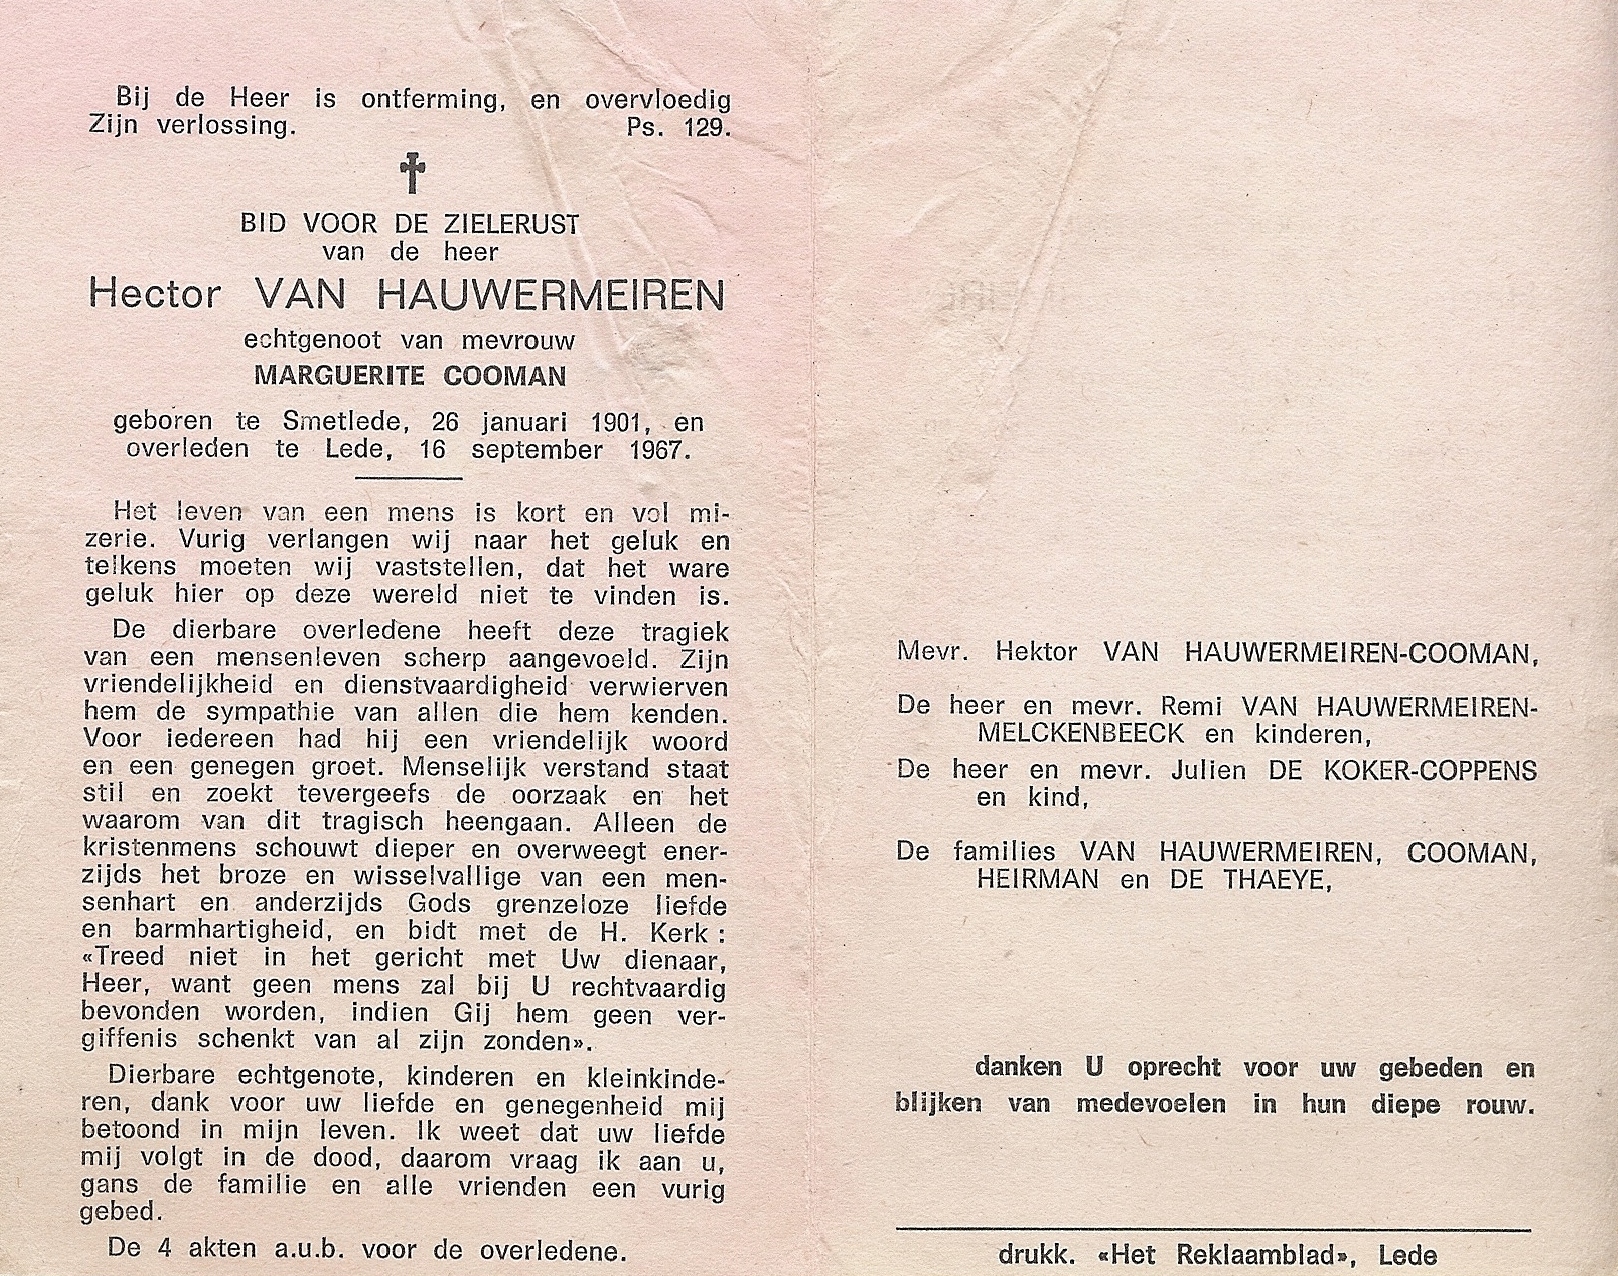 Bij de Heer is ontferming, en overvloedig
Zijn verlossing. Ps. 129.
BID VOOR DE ZIELERUST
van de heer
Hector VAN HAUWERMEIREN
echtgenoot van mevrouw
MARGUERITE COOMAN
geboren te Smetlede, 26 januari 1901, en
overleden te Lede, 16 september 1967.
Het leven van een mens is kort en vol mi-
zerie. Vurig verlangen wij naar het geluk en
telkens moeten wij vaststellen, dat het ware
geluk hier op deze wereld niet te vinden is.
De dierbare overledene heeft deze tragiek
van een mensenleven scherp aangevoeld. Zijn
vriendelijkheid en dienstvaardigheid verwierven
hem de sympathie van allen die hem kenden.
Voor iedereen had hij een vriendelijk woord
en een genegen groet. Menselijk verstand staat
stil en zoekt tevergeefs de oorzaak en het
waarom van dit tragisch heengaan. Alleen de
kristenmens schouwt dieper en overweegt ener-
zijds het broze en wisselvallige van een men-
senhart en anderzijds Gods grenzeloze liefde
en barmhartigheid, en bidt met de H. Kerk :
«Treed niet in het gericht met Uw dienaar,
Heer, want geen mens zal bij U rechtvaardig
bevonden worden, indien Gij hem geen ver-
giffenis schenkt van al zijn zonden».
Dierbare echtgenote, kinderen en kleinkinde-
ren, dank voor uw liefde en genegenheid mij
betoond in mijn leven. Ik weet dat uw liefde
mij volgt in de dood, daarom vraag ik aan u,
gans de familie en alle vrienden een vurig
gebed.
De 4 akten a.u.b. voor de overledene.
Mevr. Hektor VAN HAUWERMEIREN-COOMAN,
De heer en mevr. Remi VAN HAUWERMEIREN-
MELCKENBEECK en kinderen,
De heer en mevr. Julien DE KOKER-COPPENS
en kind,
De families VAN HAUWERMEIREN, COOMAN,
HEIRMAN en DE THAEYE,
danken U oprecht voor uw gebeden en
blijken van medevoelen in hun diepe rouw.
drukk. «Het Reklaamblad», Lede